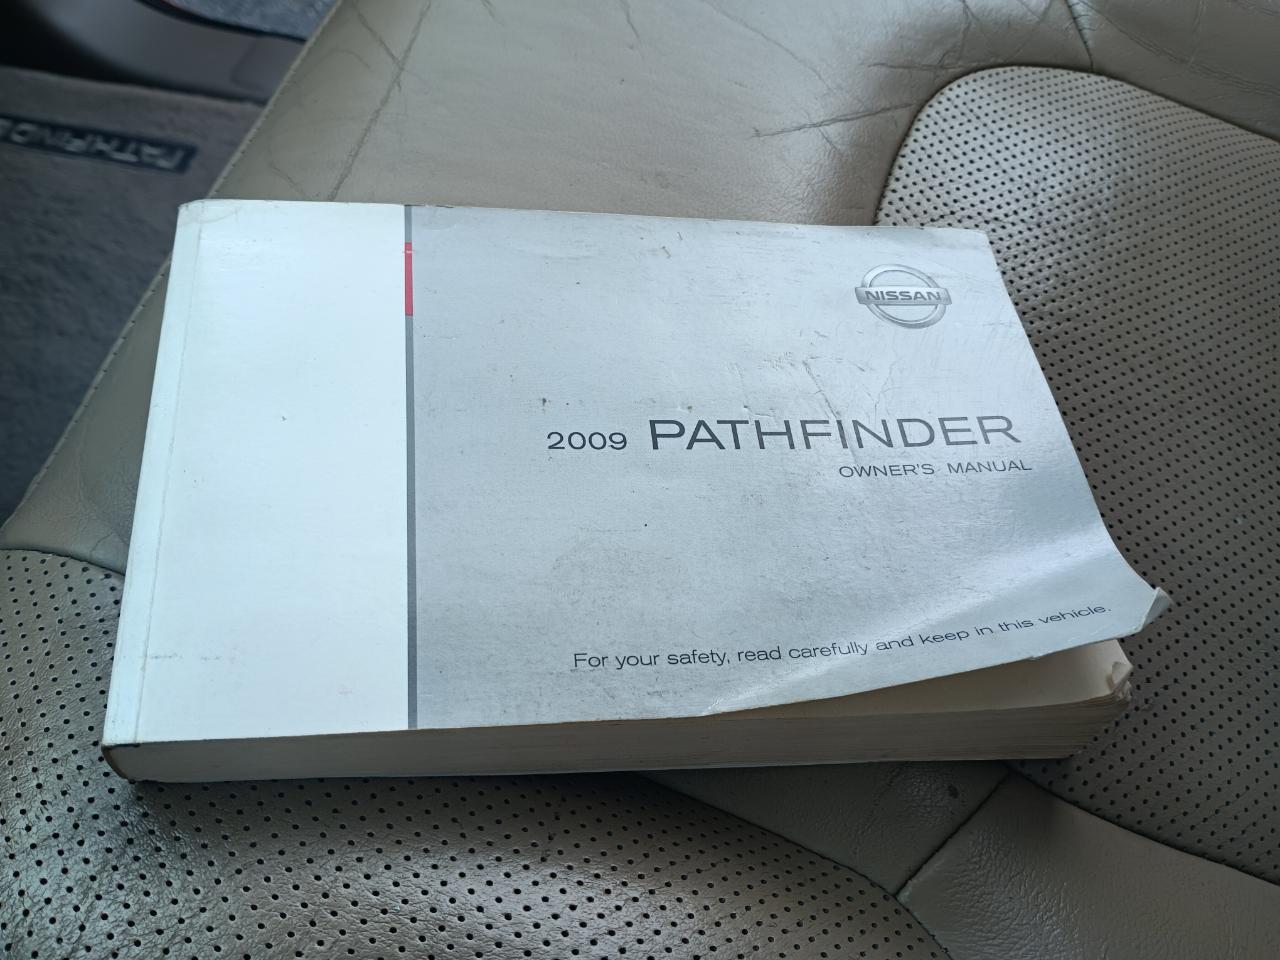 PATHFINDER
NISSAN
2009 PATHFINDER
OWNER'S MANUAL
For your safety, read carefully and keep in this vehicle.